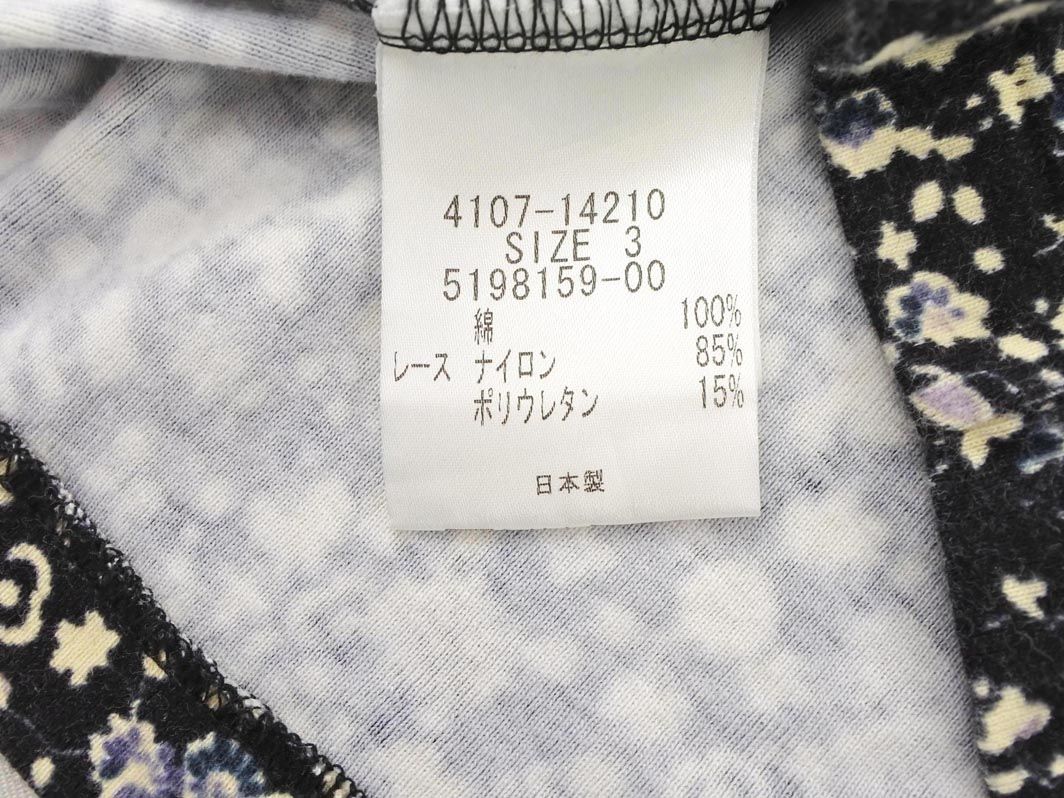 4107-14210
SIZE 3
5198159-00
綿 100%
レース ナイロン 85%
ポリウレタン 15%
日本製